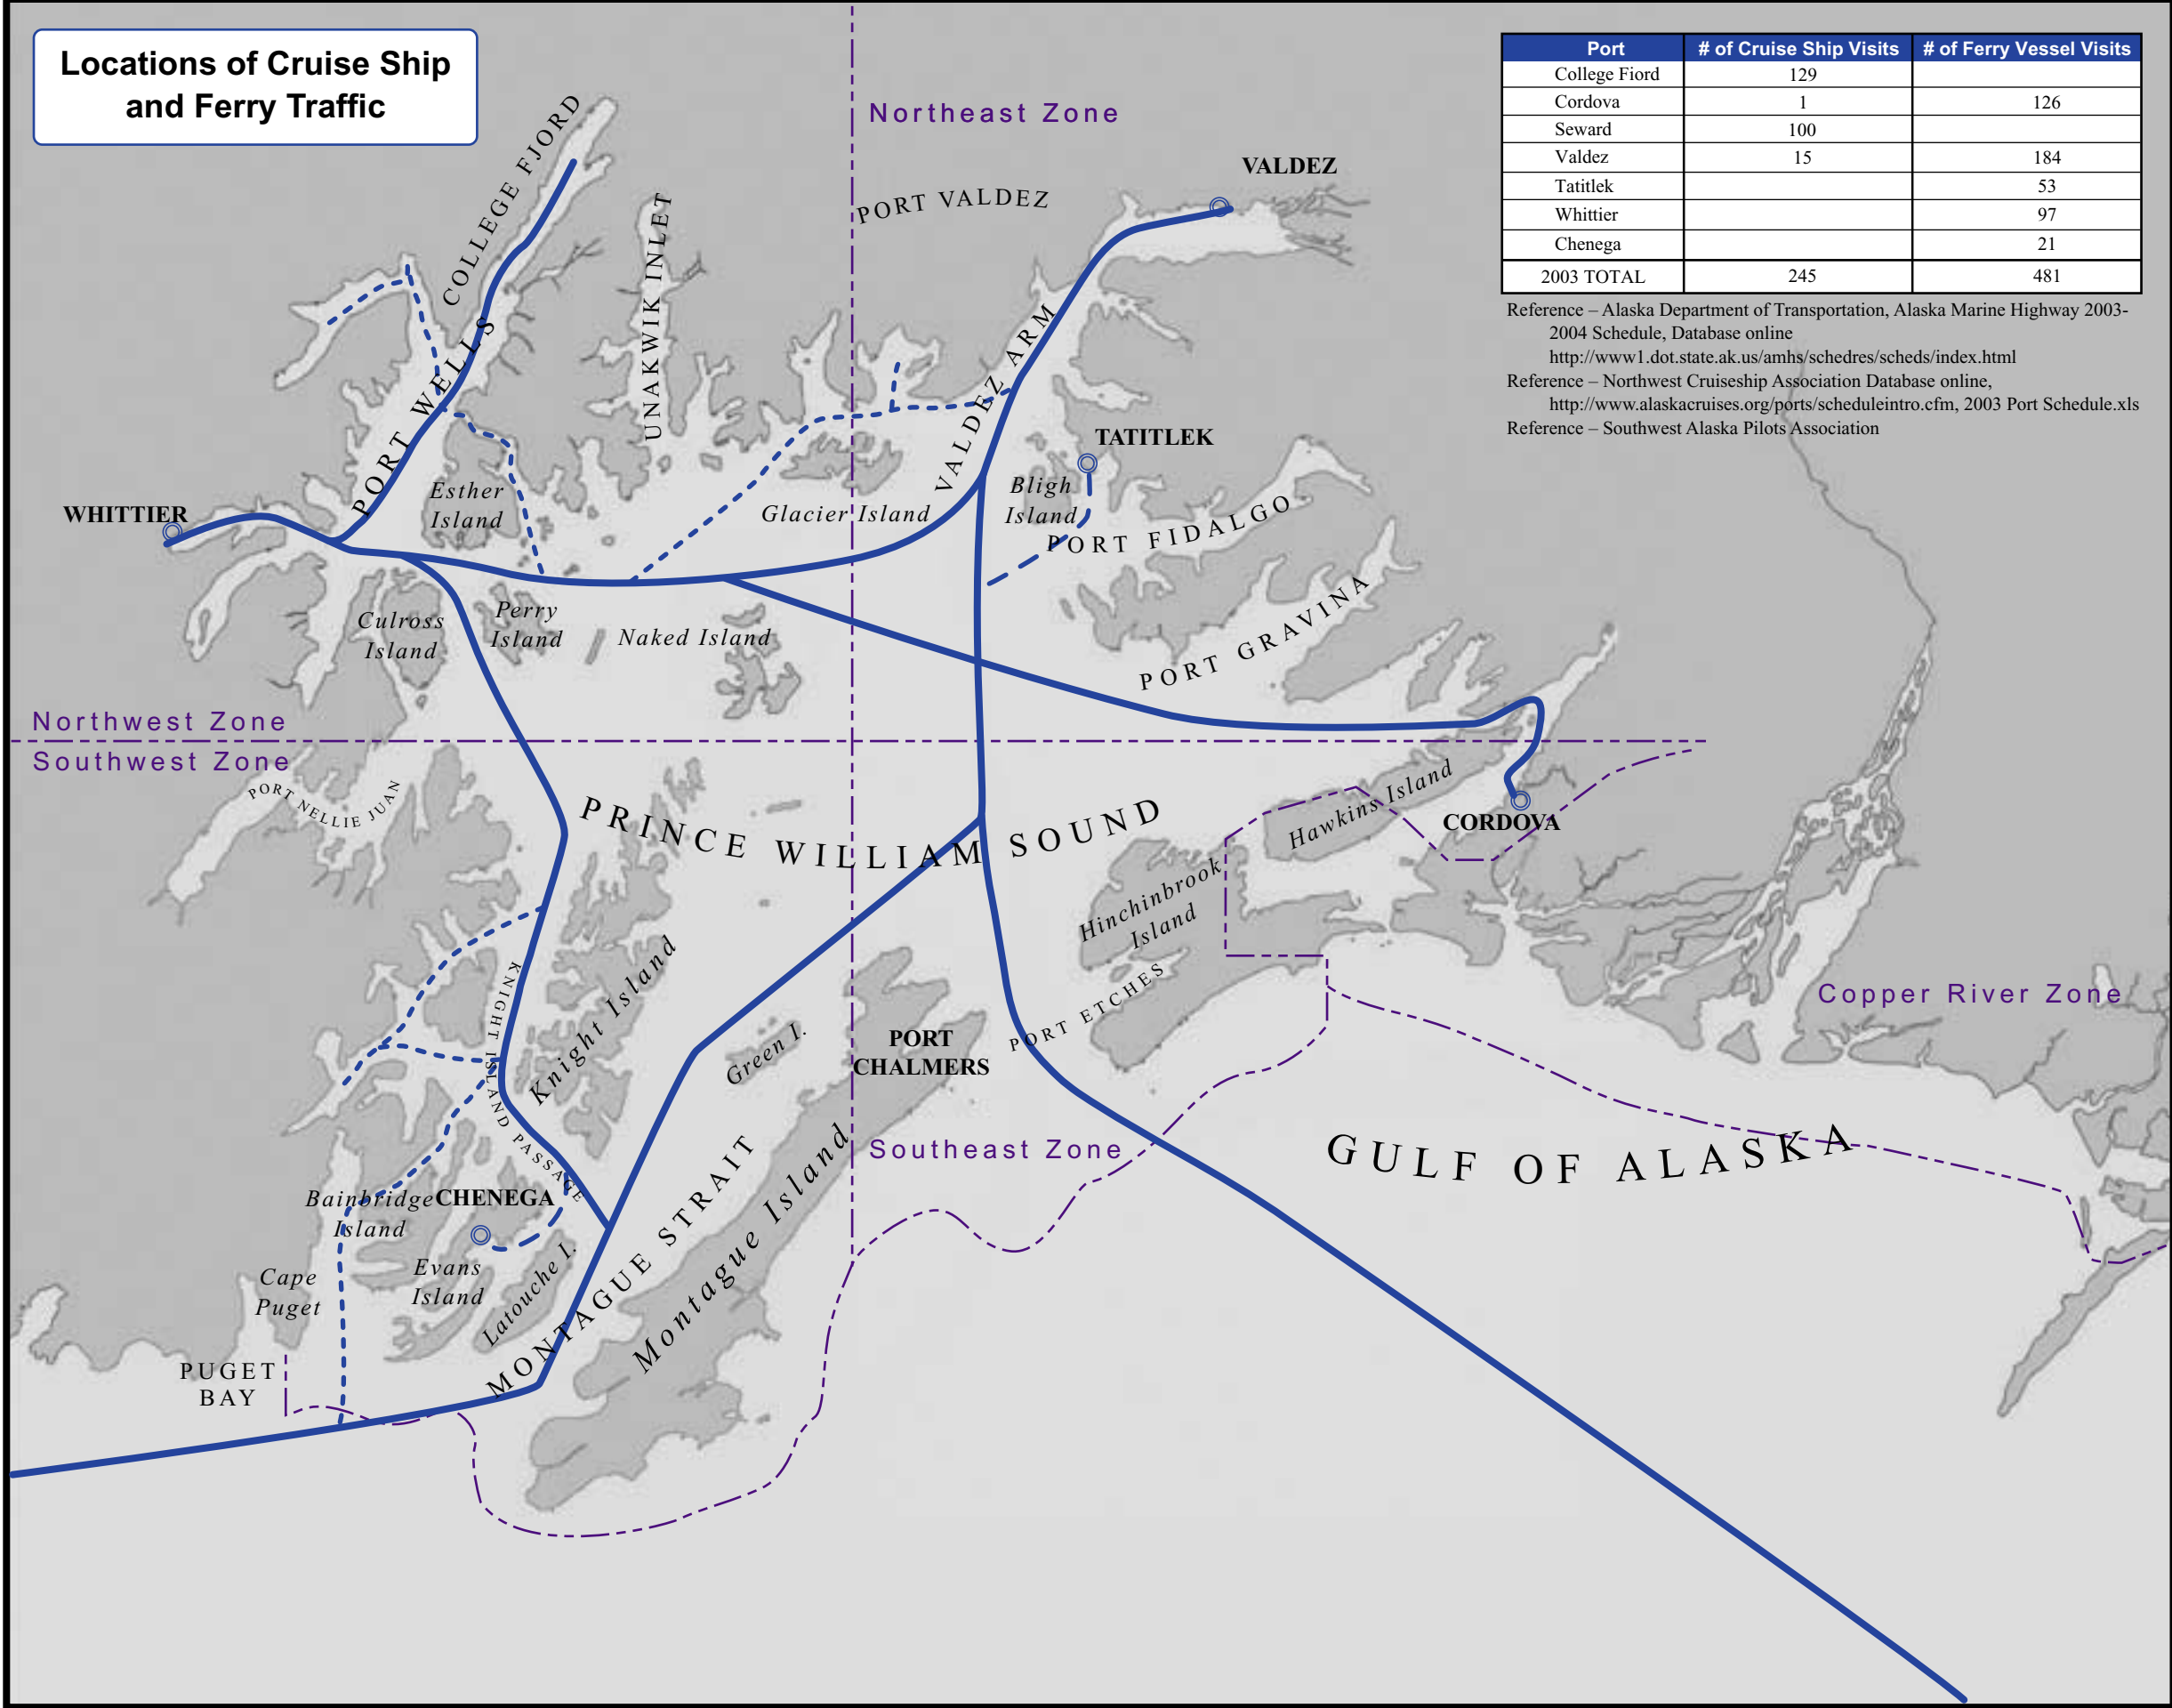 Locations of Cruise Ship
and Ferry Traffic
Port # of Cruise Ship Visits # of Ferry Vessel Visits
College Fiord 129
Cordova 1 126
Seward 100
Valdez 15 184
Tatitlek 53
Whittier 97
Chenega 21
2003 TOTAL 245 481
Reference – Alaska Department of Transportation, Alaska Marine Highway 2003-
2004 Schedule, Database online
http://www1.dot.state.ak.us/amhs/schedres/scheds/index.html
Reference – Northwest Cruiseship Association Database online,
http://www.alaskacruises.org/ports/scheduleintro.cfm, 2003 Port Schedule.xls
Reference – Southwest Alaska Pilots Association
Northeast Zone
COLLEGE FJORD
VALDEZ
PORT VALDEZ
UNAKWIK INLET
PORT WELLS
VALDEZ ARM
TATITLEK
Esther
Island
Bligh
Island
Glacier Island
WHITTIER
PORT FIDALGO
Culross
Island
Perry
Island
Naked Island
PORT GRAVINA
Northwest Zone
Southwest Zone
PORT NELLIE JUAN
PRINCE WILLIAM SOUND
Hawkins Island
CORDOVA
Hinchinbrook
Island
KNIGHT ISLAND PASSAGE
Knight Island
PORT ETCHES
Copper River Zone
Green I.
PORT
CHALMERS
Southeast Zone
GULF OF ALASKA
Bainbridge
Island
CHENEGA
MONTAGUE STRAIT
Montague Island
Cape
Puget
Evans
Island
Latouche I.
PUGET
BAY